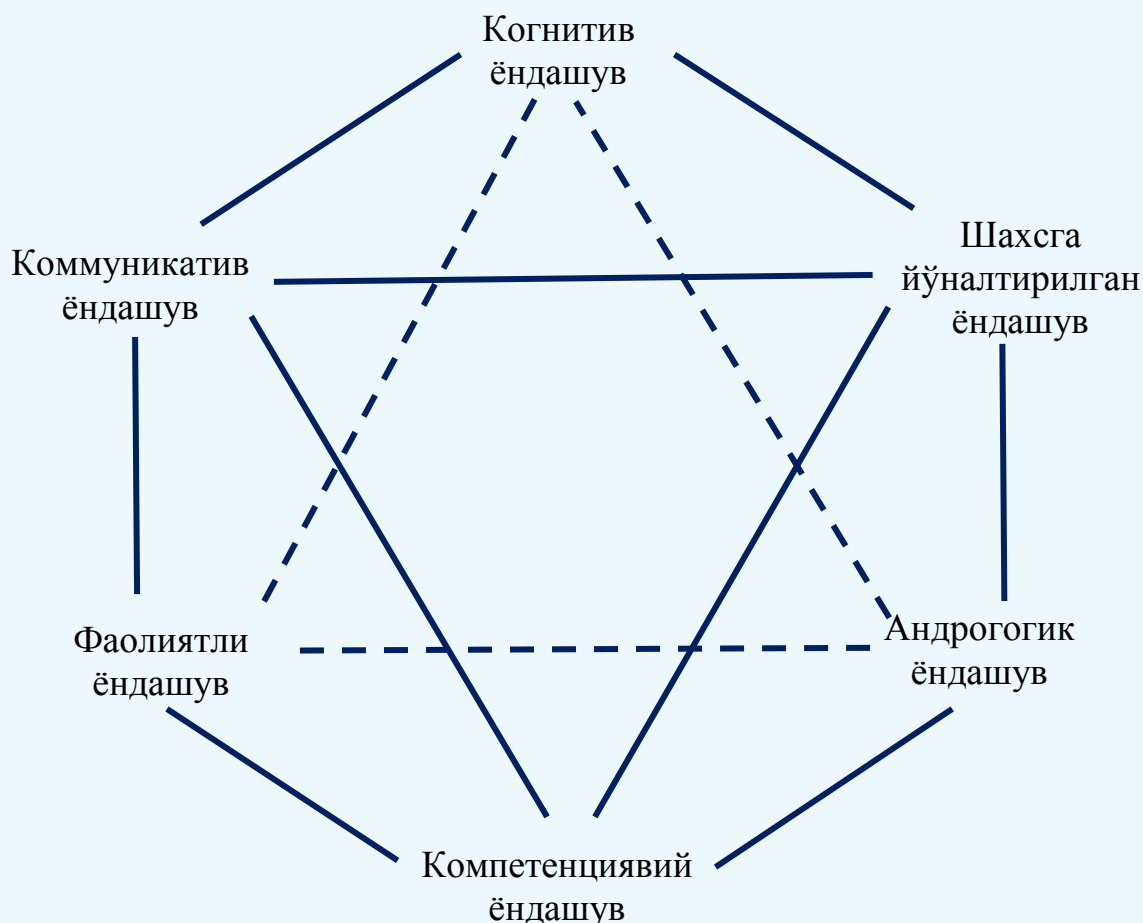 Когнитив
ёндашув
Коммуникатив
ёндашув
Шахсга
йўналтирилган
ёндашув
Фаолиятли
ёндашув
Андрогогик
ёндашув
Компетенциявий
ёндашув